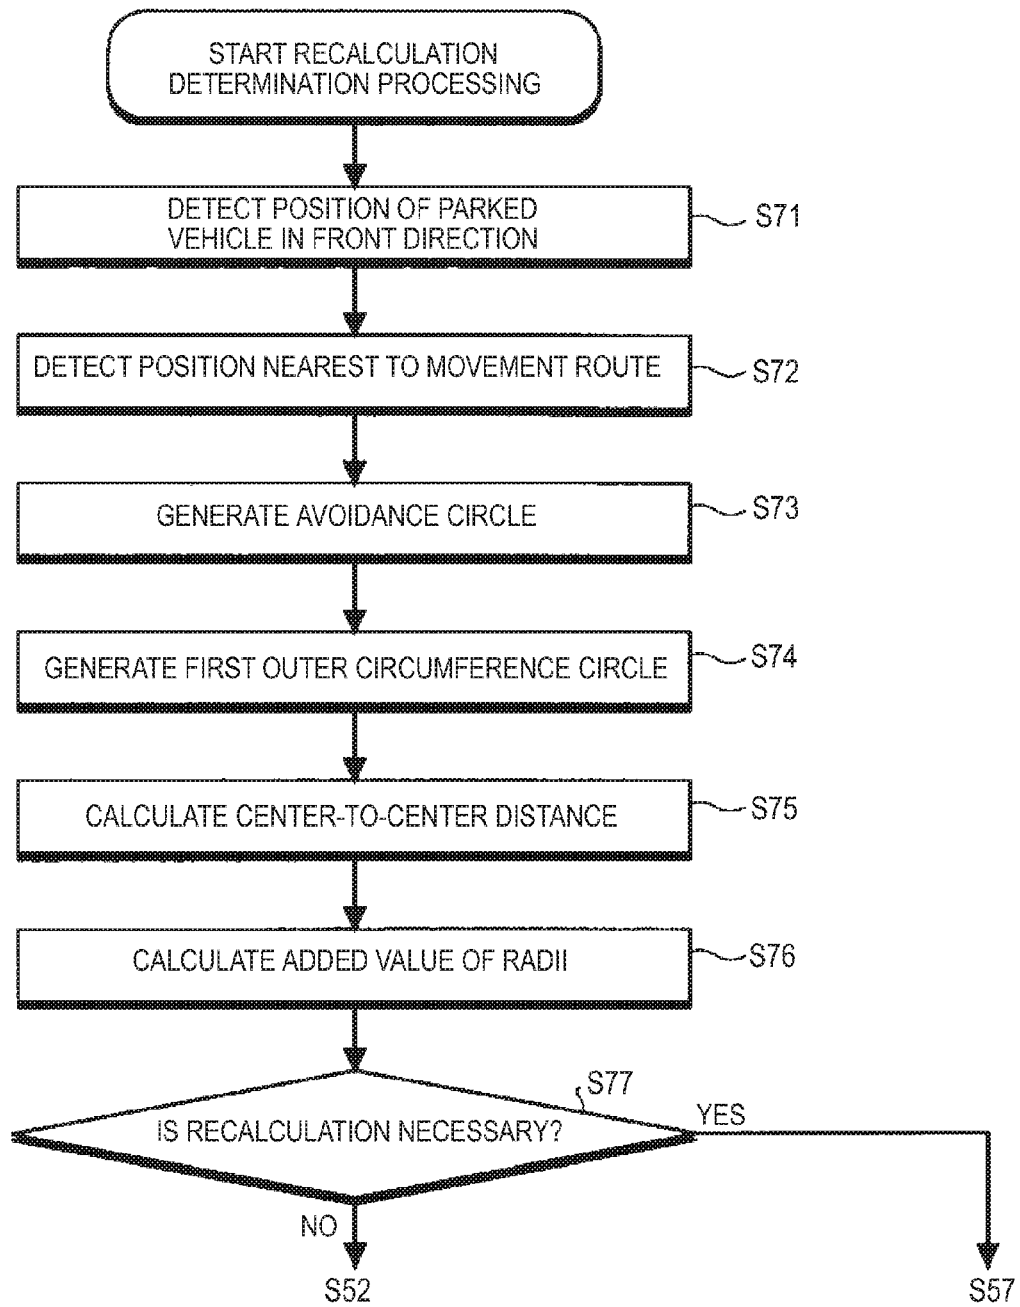 START RECALCULATION
DETERMINATION PROCESSING
DETECT POSITION OF PARKED
VEHICLE IN FRONT DIRECTION
S71
DETECT POSITION NEAREST TO MOVEMENT ROUTE
S72
GENERATE AVOIDANCE CIRCLE
S73
GENERATE FIRST OUTER CIRCUMFERENCE CIRCLE
S74
CALCULATE CENTER-TO-CENTER DISTANCE
S75
CALCULATE ADDED VALUE OF RADII
S76
S77
IS RECALCULATION NECESSARY?
YES
NO
S52
S57